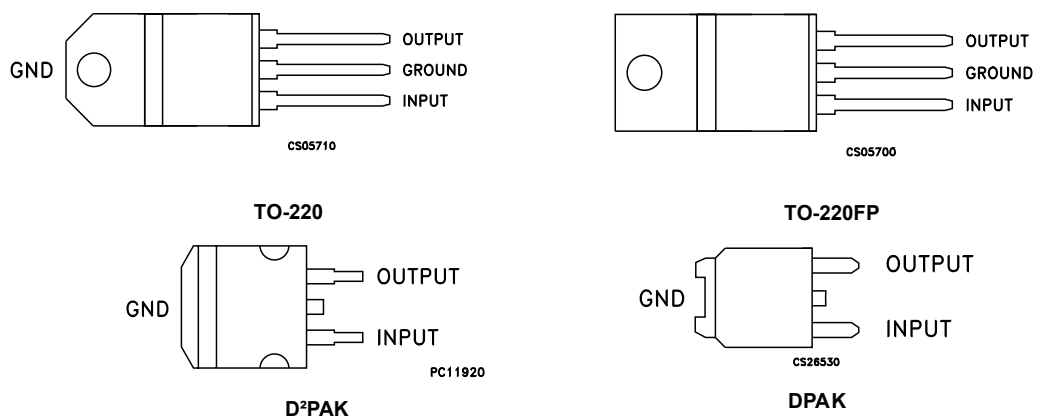 OUTPUT
GND
GROUND
INPUT
CS05710
TO-220
OUTPUT
GROUND
INPUT
CS05700
TO-220FP
OUTPUT
GND
INPUT
PC11920
D²PAK
OUTPUT
GND
INPUT
CS26530
DPAK